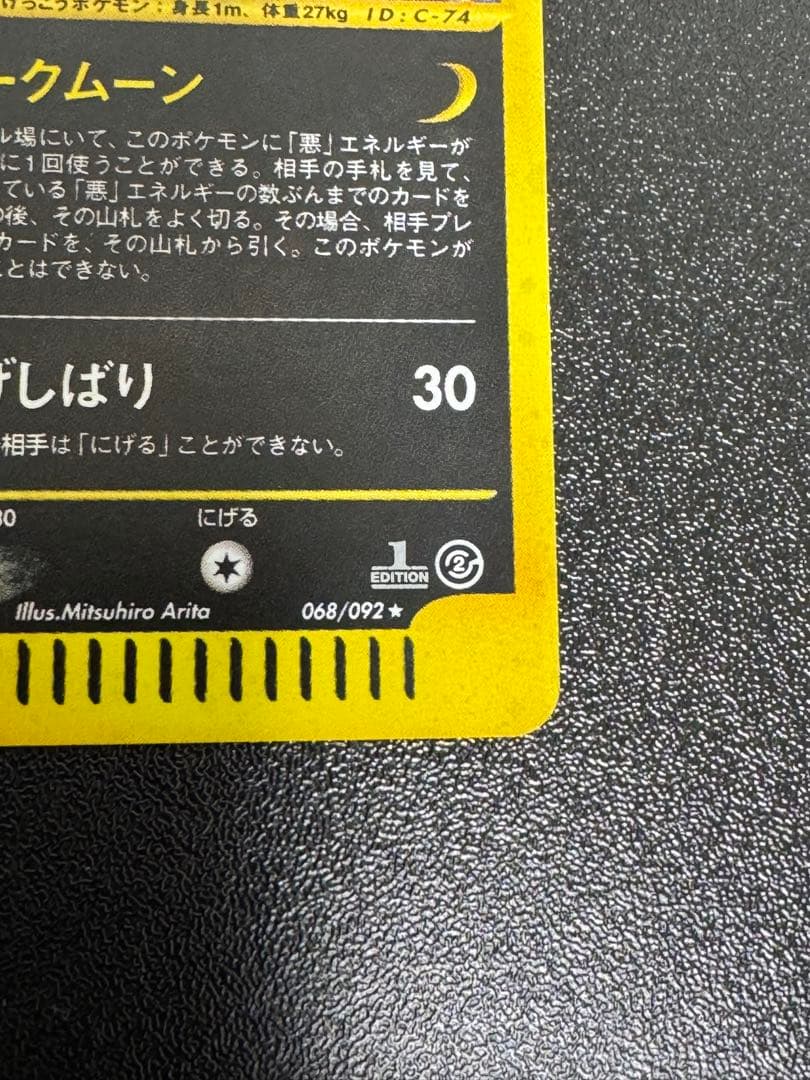 げっこうポケモン：身長1m、体重27kg ID：C-74
ークムーン
ル場にいて、このポケモンに「悪」エネルギーが
に1回使うことができる。相手の手札を見て、
ている「悪」エネルギーの数ぶんまでのカードを
の後、その山札をよく切る。その場合、相手プレ
カードを、その山札から引く。このポケモンが
ことはできない。
げしばり 30
相手は「にげる」ことができない。
30 にげる
1 EDITION 2
Illus.Mitsuhiro Arita 068/092★